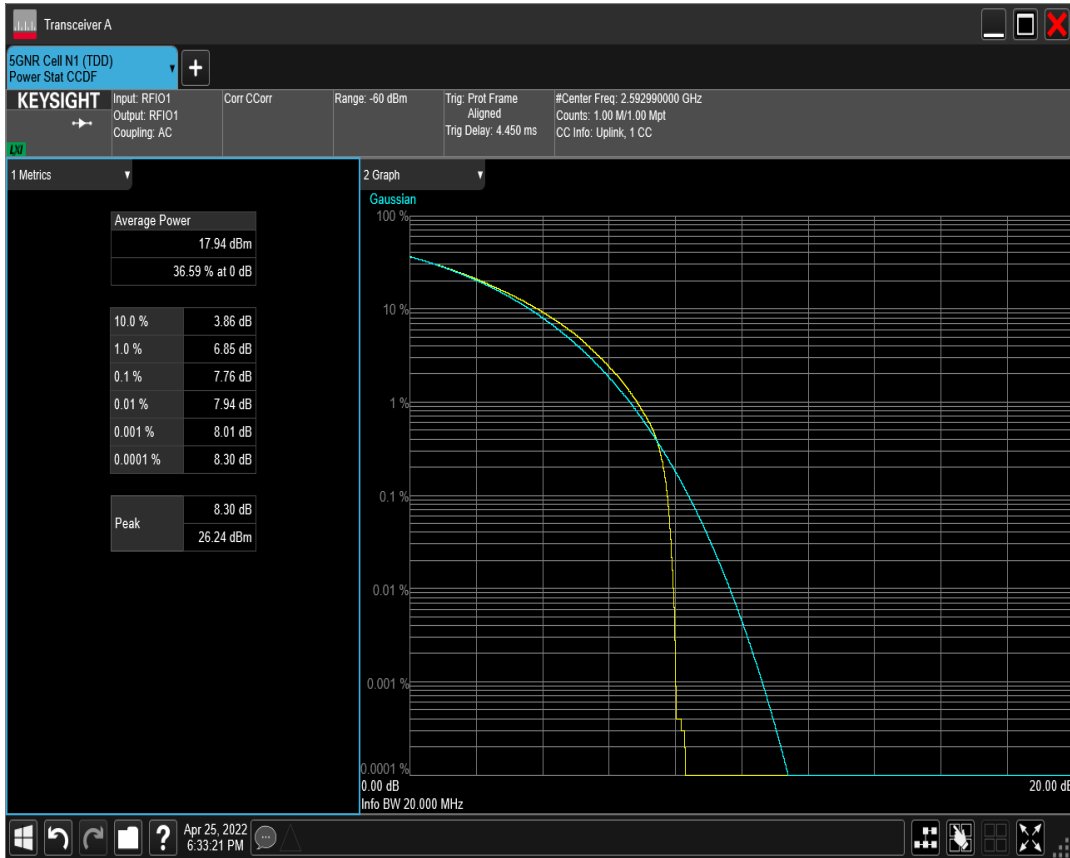 Transceiver A
5GNR Cell N1 (TDD)
Power Stat CCDF
KEYSIGHT
LXI
Input: RFIO1
Output: RFIO1
Coupling: AC
Corr CCorr
Range: -60 dBm
Trig: Prot Frame
Aligned
Trig Delay: 4.450 ms
#Center Freq: 2.592990000 GHz
Counts: 1.00 M/1.00 Mpt
CC Info: Uplink, 1 CC
1 Metrics
Average Power
17.94 dBm
36.59 % at 0 dB
10.0 % 3.86 dB
1.0 % 6.85 dB
0.1 % 7.76 dB
0.01 % 7.94 dB
0.001 % 8.01 dB
0.0001 % 8.30 dB
Peak 8.30 dB
26.24 dBm
2 Graph
Gaussian
100 %
10 %
1 %
0.1 %
0.01 %
0.001 %
0.0001 %
0.00 dB 20.00 dB
Info BW 20.000 MHz
Apr 25, 2022
6:33:21 PM